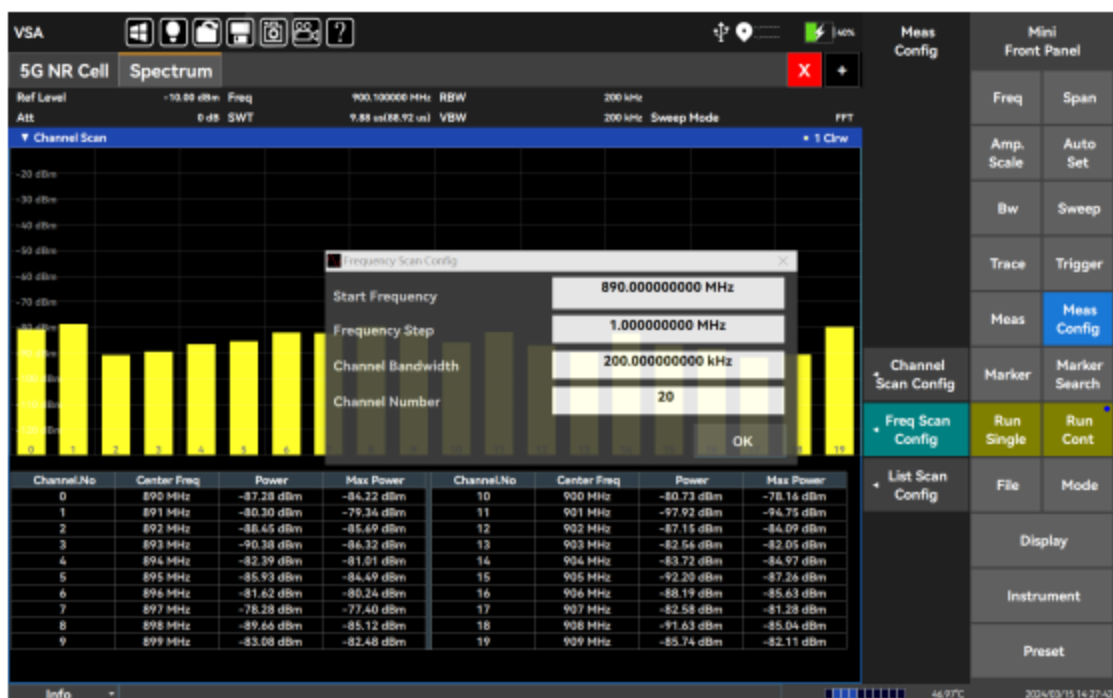 VSA
?
40%
5G NR Cell Spectrum X +
Ref Level -10.00 dBm Freq 900.100000 MHz RBW 200 kHz
Att 0 dB SWT VBW 200 kHz Sweep Mode FFT
▼ Channel Scan • 1 Clrw
-20 dBm
-30 dBm
-40 dBm
-50 dBm
-60 dBm
-70 dBm
0 1 2 3 4 5 6 8 19
Frequency Scan Config
Start Frequency 890.000000000 MHz
Frequency Step 1.000000000 MHz
Channel Bandwidth 200.000000000 kHz
Channel Number 20
OK
Channel.No Center Freq Power Max Power Channel.No Center Freq Power Max Power
0 890 MHz -87.28 dBm -84.22 dBm 10 900 MHz -80.73 dBm -78.16 dBm
1 891 MHz -80.30 dBm -79.34 dBm 11 901 MHz -97.92 dBm -94.75 dBm
2 892 MHz -88.45 dBm -85.69 dBm 12 902 MHz -87.15 dBm -84.09 dBm
3 893 MHz -90.38 dBm -86.32 dBm 13 903 MHz -82.56 dBm -82.05 dBm
4 894 MHz -82.39 dBm -81.01 dBm 14 904 MHz -83.72 dBm -84.97 dBm
5 895 MHz -85.93 dBm -84.49 dBm 15 905 MHz -92.20 dBm -87.26 dBm
6 896 MHz -81.62 dBm -80.24 dBm 16 906 MHz -88.19 dBm -85.63 dBm
7 897 MHz -78.28 dBm -77.40 dBm 17 907 MHz -82.58 dBm -81.28 dBm
8 898 MHz -89.66 dBm -85.12 dBm 18 908 MHz -91.63 dBm -85.04 dBm
9 899 MHz -83.08 dBm -82.48 dBm 19 909 MHz -85.74 dBm -82.11 dBm
Info 46.97°C 2024/03/15 14:27:42
Meas
Config
Channel
Scan Config
Freq Scan
Config
List Scan
Config
Mini
Front Panel
Freq Span
Amp.
Scale
Auto
Set
Bw Sweep
Trace Trigger
Meas
Meas
Config
Marker
Marker
Search
Run
Single
Run
Cont
File Mode
Display
Instrument
Preset